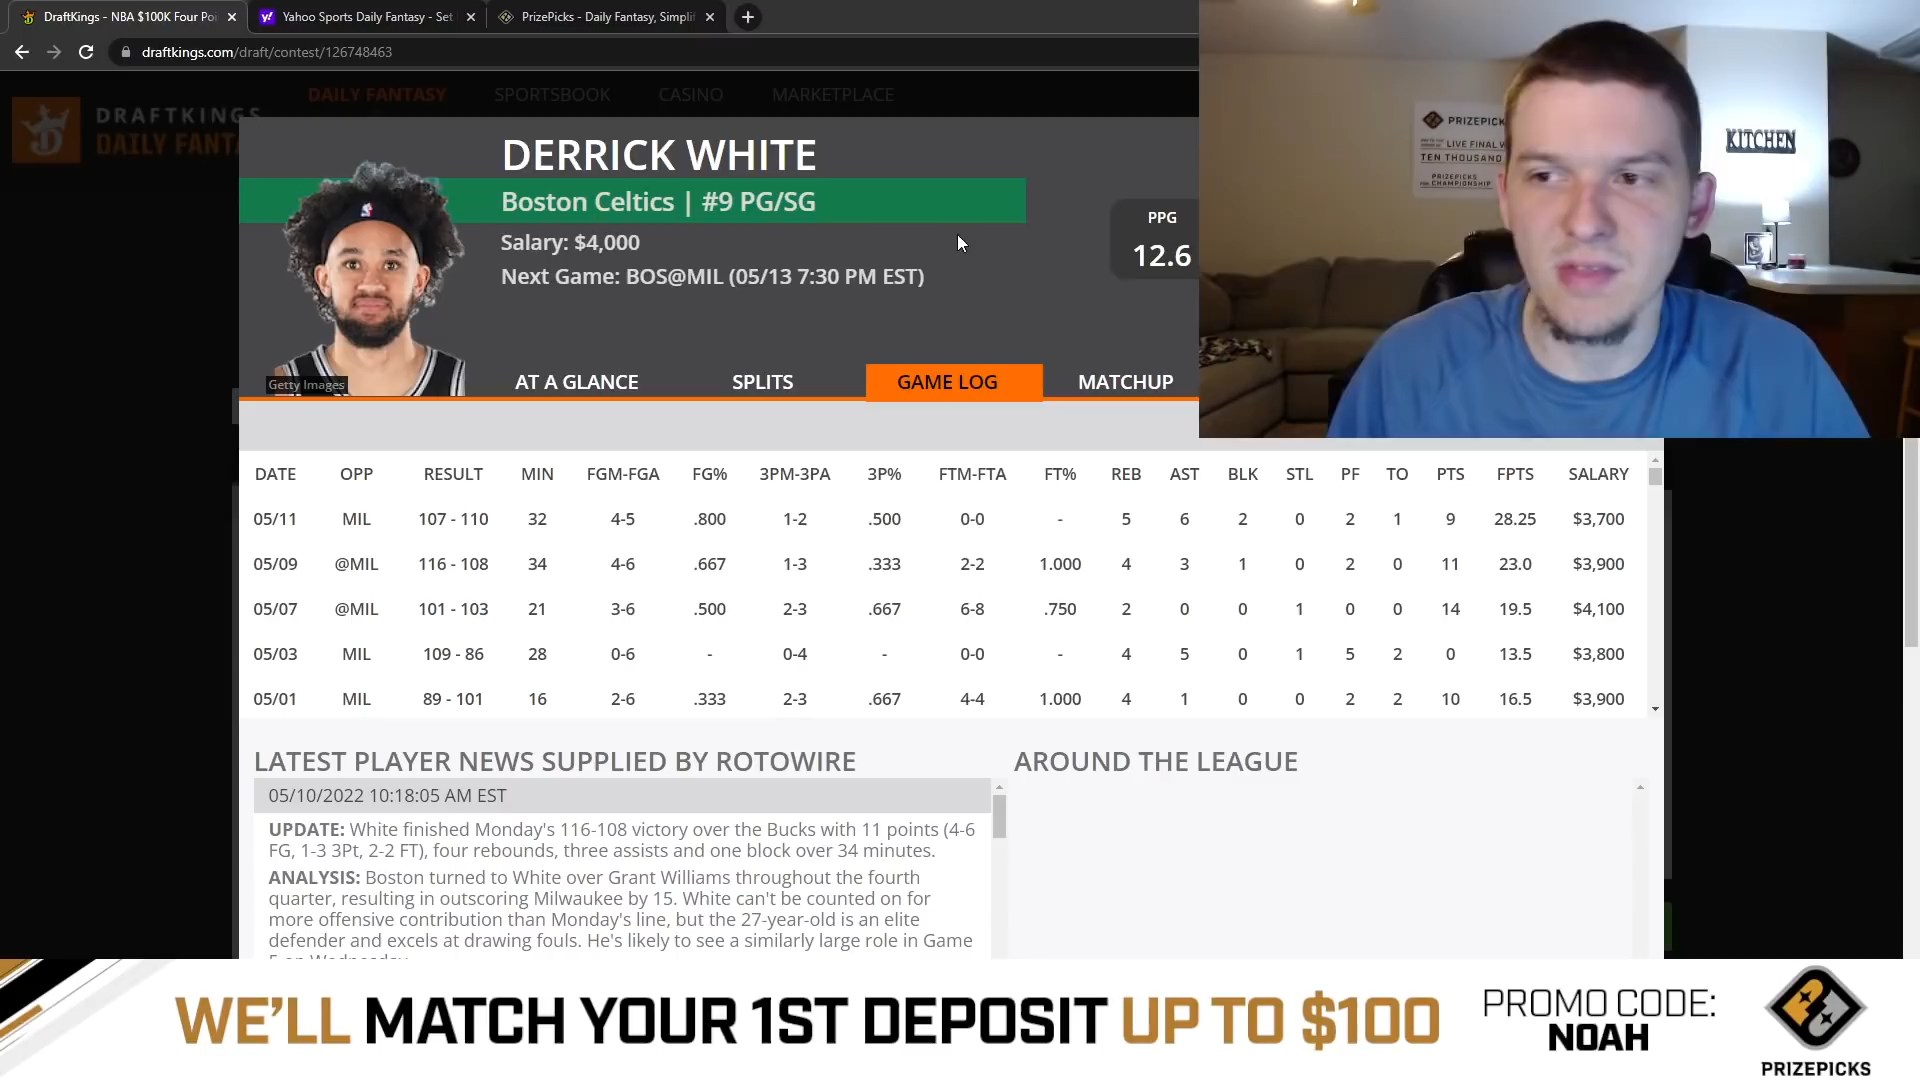 DraftKings - NBA $100K Four Poi
Yahoo Sports Daily Fantasy - Set
PrizePicks - Daily Fantasy, Simplifi
draftkings.com/draft/contest/126748463
DRAFTKINGS
DAILY FANTA
DAILY FANTASY SPORTSBOOK CASINO MARKETPLACE
DERRICK WHITE
Boston Celtics | #9 PG/SG
Salary: $4,000
Next Game: BOS@MIL (05/13 7:30 PM EST)
PPG
12.6
Getty Images
AT A GLANCE SPLITS GAME LOG MATCHUP
PRIZEPICK
LIVE FINAL W
TEN THOUSAND
PRIZEPICKS
CHAMPIONSHIP
KITCHEN
DATE OPP RESULT MIN FGM-FGA FG% 3PM-3PA 3P% FTM-FTA FT% REB AST BLK STL PF TO PTS FPTS SALARY
05/11 MIL 107 - 110 32 4-5 .800 1-2 .500 0-0 - 5 6 2 0 2 1 9 28.25 $3,700
05/09 @MIL 116 - 108 34 4-6 .667 1-3 .333 2-2 1.000 4 3 1 0 2 0 11 23.0 $3,900
05/07 @MIL 101 - 103 21 3-6 .500 2-3 .667 6-8 .750 2 0 0 1 0 0 14 19.5 $4,100
05/03 MIL 109 - 86 28 0-6 - 0-4 - 0-0 - 4 5 0 1 5 2 0 13.5 $3,800
05/01 MIL 89 - 101 16 2-6 .333 2-3 .667 4-4 1.000 4 1 0 0 2 2 10 16.5 $3,900
LATEST PLAYER NEWS SUPPLIED BY ROTOWIRE
AROUND THE LEAGUE
05/10/2022 10:18:05 AM EST
UPDATE: White finished Monday's 116-108 victory over the Bucks with 11 points (4-6
FG, 1-3 3Pt, 2-2 FT), four rebounds, three assists and one block over 34 minutes.
ANALYSIS: Boston turned to White over Grant Williams throughout the fourth
quarter, resulting in outscoring Milwaukee by 15. White can't be counted on for
more offensive contribution than Monday's line, but the 27-year-old is an elite
defender and excels at drawing fouls. He's likely to see a similarly large role in Game
5 on Wednesday.
WE'LL MATCH YOUR 1ST DEPOSIT UP TO $100
PROMO CODE:
NOAH
PRIZEPICKS